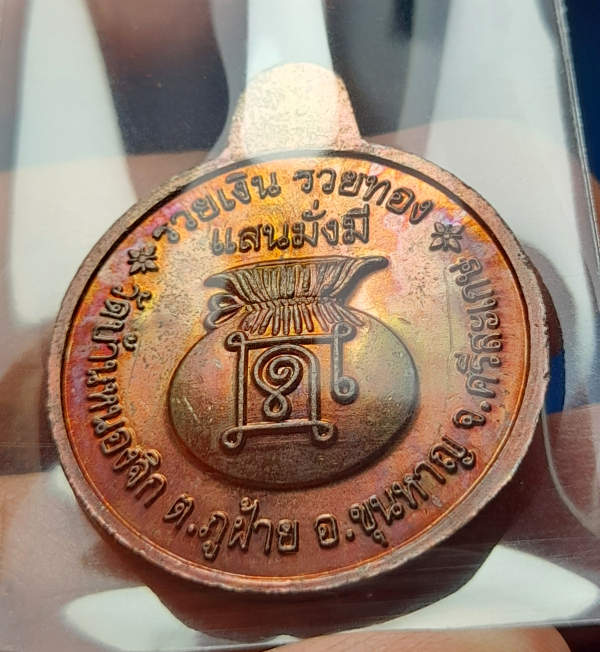 รวยเงิน รวยทอง
แสนมั่งมี
วัดบ้านหนองจิก ต.ภูฝ้าย อ.ขุนหาญ จ.ศรีสะเกษ